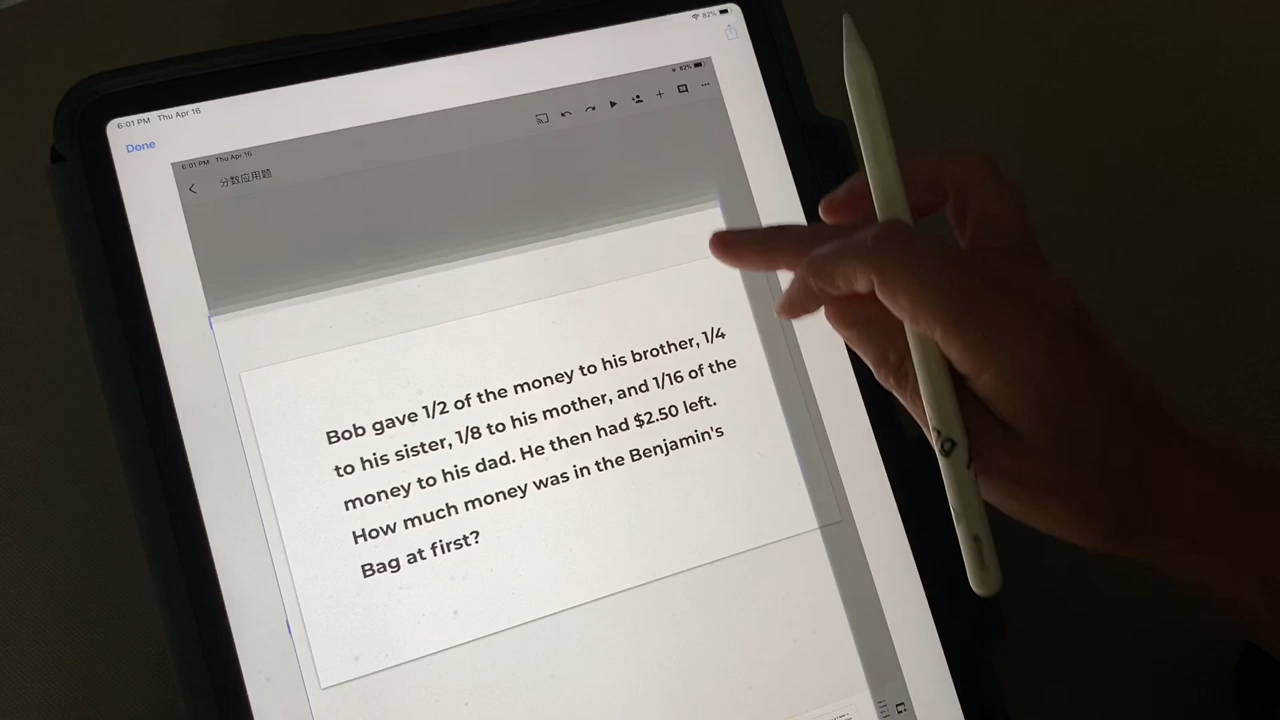 82%
6:01 PM Thu Apr 16
Done
82%
6:01 PM Thu Apr 16
分数应用题
Bob gave 1/2 of the money to his brother, 1/4
to his sister, 1/8 to his mother, and 1/16 of the
money to his dad. He then had $2.50 left.
How much money was in the Benjamin's
Bag at first?